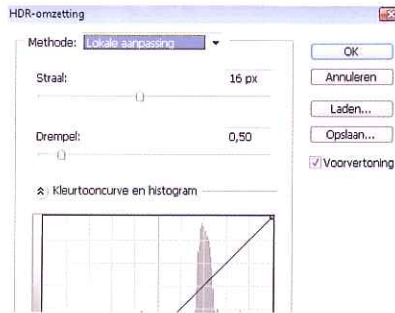 HDR-omzetting
Methode: Lokale aanpassing
OK
Straal: 16 px
Annuleren
Laden...
Drempel: 0,50
Opslaan...
Voorvertoning
Kleurtooncurve en histogram